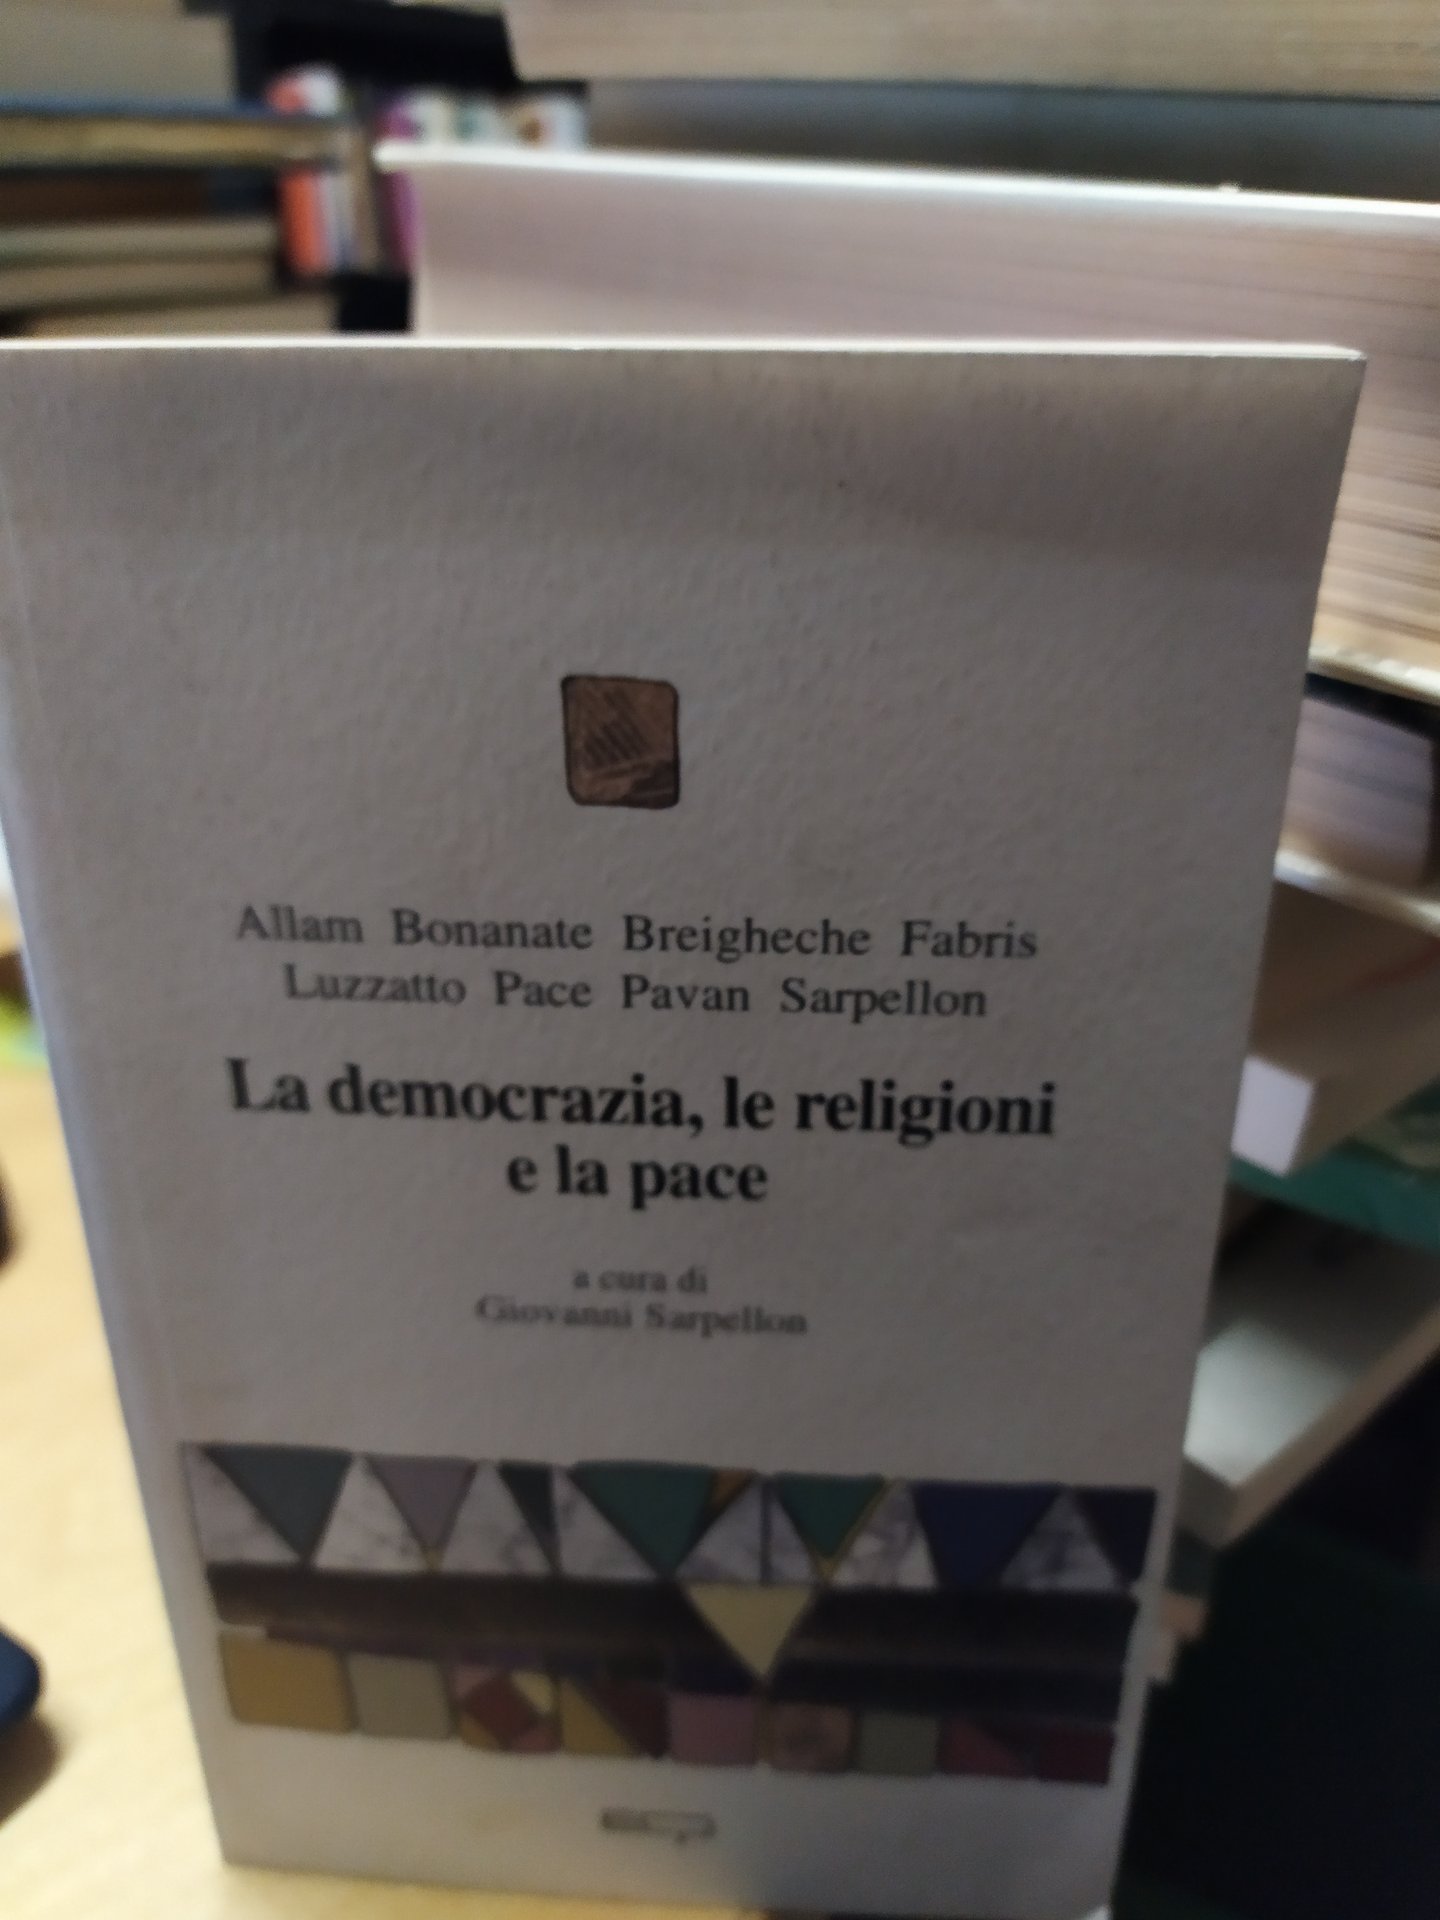 Allam Bonanate Breigheche Fabris
Luzzatto Pace Pavan Sarpellon
La democrazia, le religioni
e la pace
a cura di
Giovanni Sarpellon